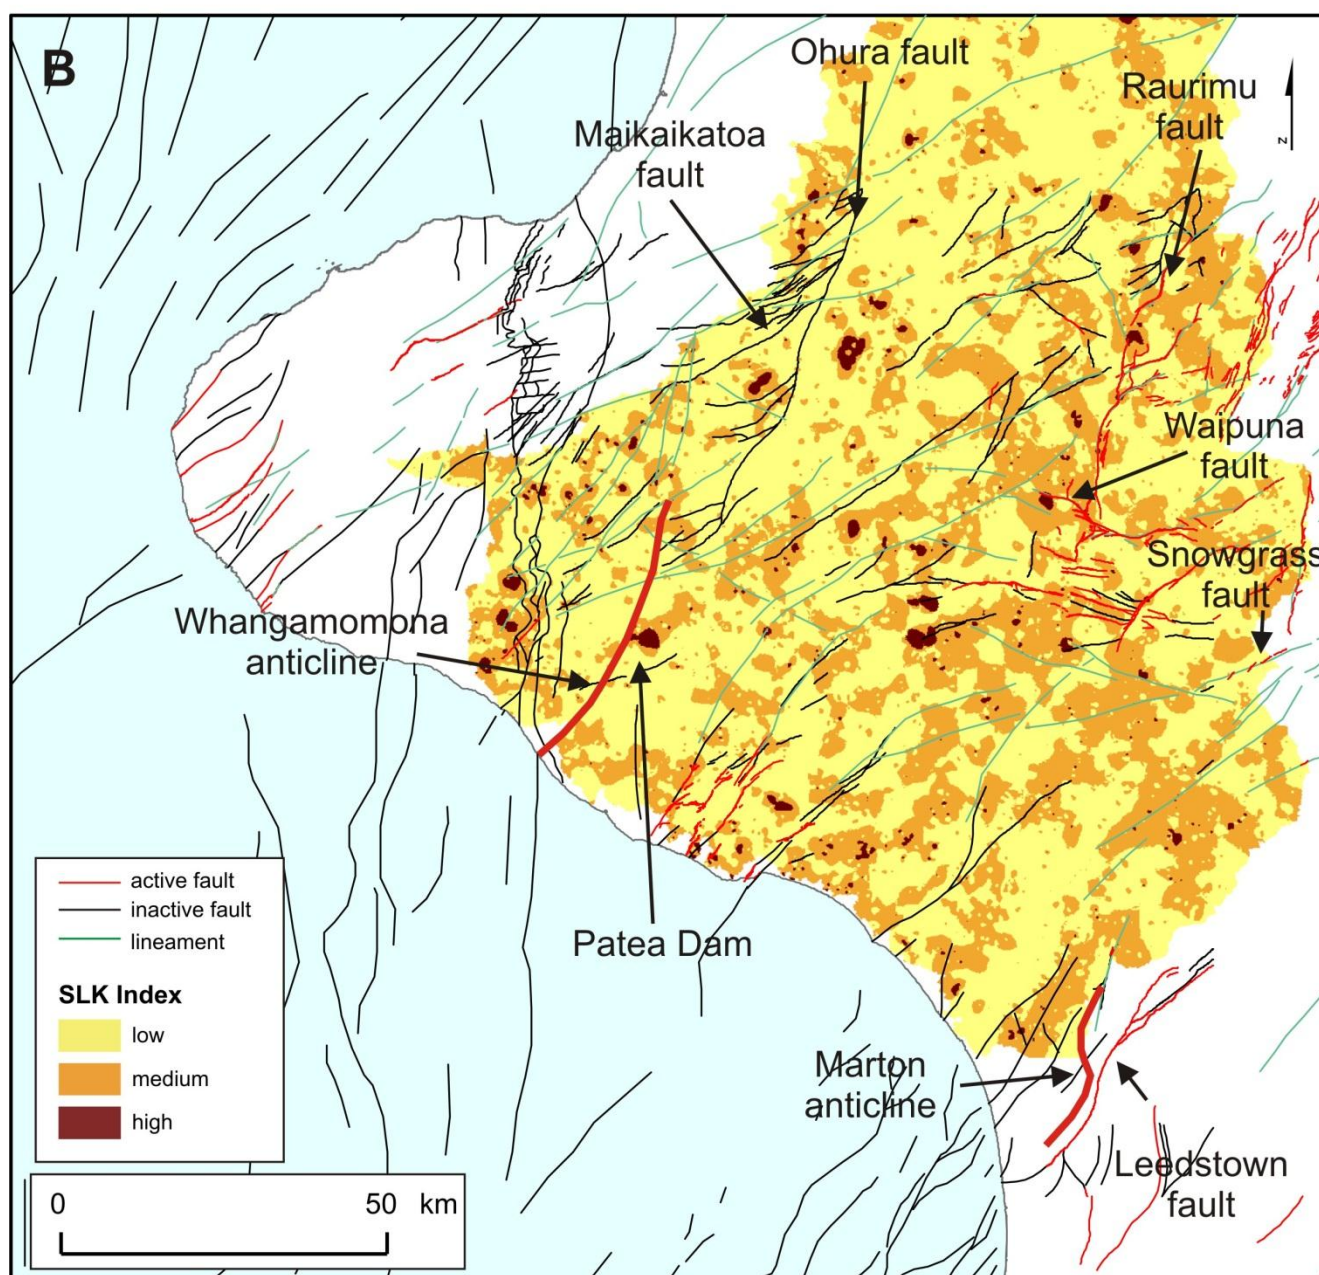 B
Ohura fault
Raurimu
fault
Maikaikatoa
fault
z
Waipuna
fault
Snowgrass
fault
Whangamomona
anticline
Patea Dam
active fault
inactive fault
lineament
SLK Index
low
medium
high
Marton
anticline
Leedstown
fault
0 50 km